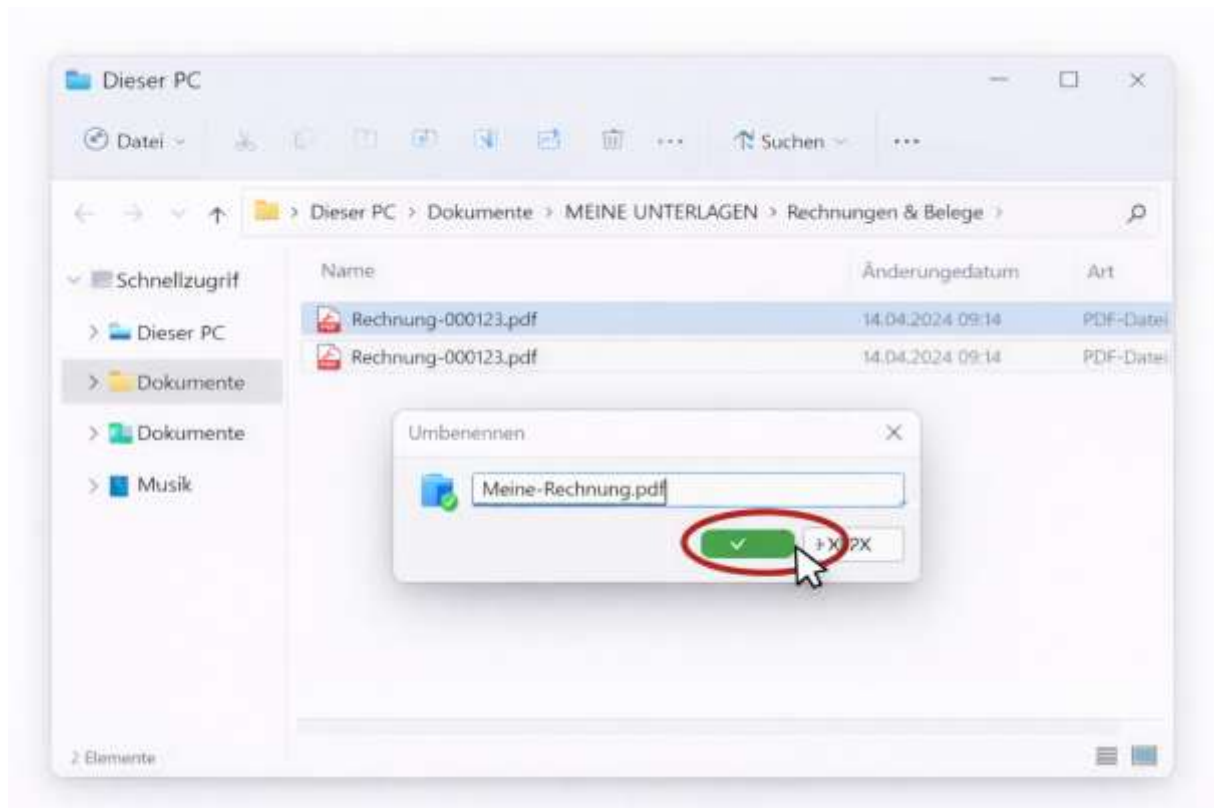 Dieser PC
Datei
Suchen
Dieser PC > Dokumente > MEINE UNTERLAGEN > Rechnungen & Belege
Schnellzugrif
Name Änderungedatum Art
Rechnung-000123.pdf 14.04.2024 09:14 PDF-Datei
Dieser PC
Rechnung-000123.pdf 14.04.2024 09:14 PDF-Datei
Dokumente
Dokumente
Musik
Umbenennen
Meine-Rechnung.pdf
2 Elemente